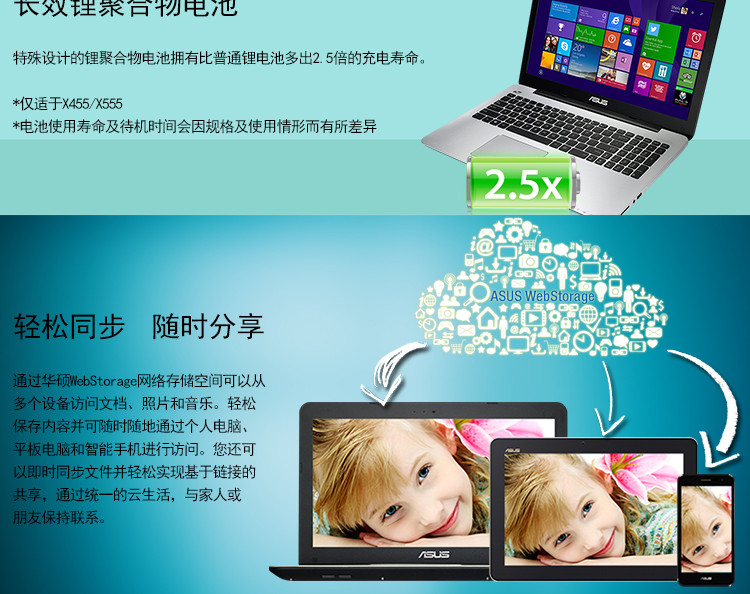 长效锂聚合物电池
特殊设计的锂聚合物电池拥有比普通锂电池多出2.5倍的充电寿命。
*仅适于X455/X555
*电池使用寿命及待机时间会因规格及使用情形而有所差异
ASUS
2.5x
ASUS WebStorage
轻松同步 随时分享
通过华硕WebStorage网络存储空间可以从
多个设备访问文档、照片和音乐。轻松
保存内容并可随时随地通过个人电脑、
平板电脑和智能手机进行访问。您还可
以即时同步文件并轻松实现基于链接的
共享，通过统一的云生活，与家人或
朋友保持联系。
ASUS
ASUS
ASUS